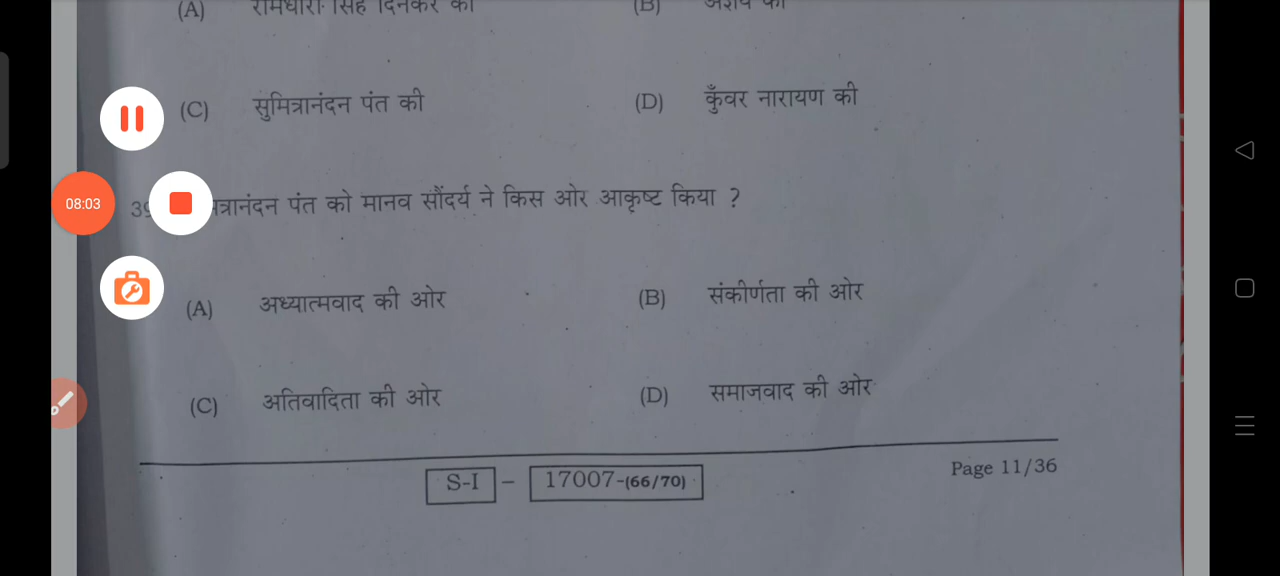 (A) रामधारी सिंह दिनकर की (B) अज्ञेय की
(C) सुमित्रानंदन पंत की (D) कुँवर नारायण की
08:03
मानव सौंदर्य ने किस ओर आकृष्ट किया ?
(A) अध्यात्मवाद की ओर (B) संकीर्णता की ओर
(C) अतिवादिता की ओर (D) समाजवाद की ओर
S-I – 17007-(66/70) Page 11/36